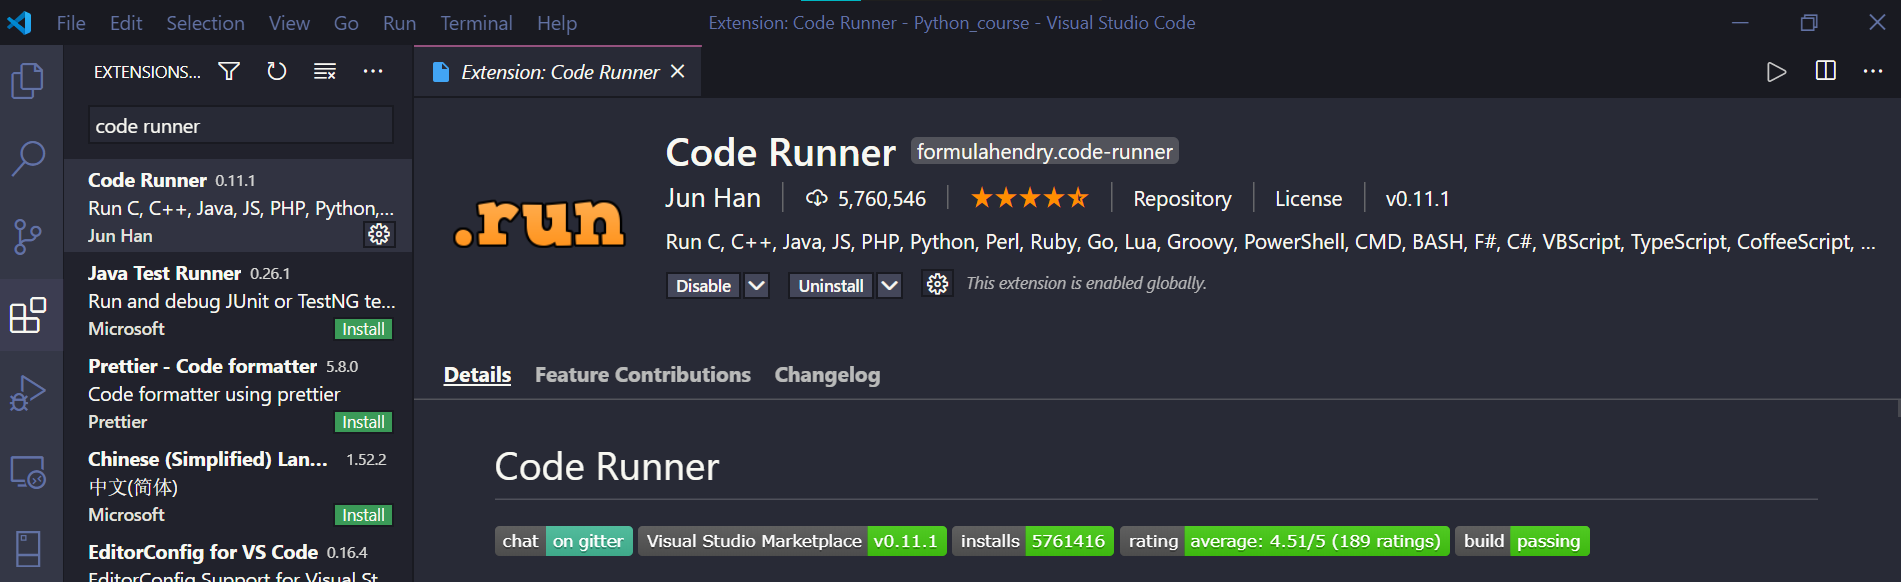 File Edit Selection View Go Run Terminal Help
Extension: Code Runner - Python_course - Visual Studio Code
EXTENSIONS...
code runner
Code Runner 0.11.1
Run C, C++, Java, JS, PHP, Python,...
Jun Han
Java Test Runner 0.26.1
Run and debug JUnit or TestNG te...
Microsoft
Install
Prettier - Code formatter 5.8.0
Code formatter using prettier
Prettier
Install
Chinese (Simplified) Lan... 1.52.2
中文(简体)
Microsoft
Install
EditorConfig for VS Code 0.16.4
EditorConfig Support for Visual St...
Extension: Code Runner
.run
Code Runner formulahendry.code-runner
Jun Han 5,760,546 Repository License v0.11.1
Run C, C++, Java, JS, PHP, Python, Perl, Ruby, Go, Lua, Groovy, PowerShell, CMD, BASH, F#, C#, VBScript, TypeScript, CoffeeScript, ...
Disable Uninstall This extension is enabled globally.
Details Feature Contributions Changelog
Code Runner
chat on gitter Visual Studio Marketplace v0.11.1 installs 5761416 rating average: 4.51/5 (189 ratings) build passing